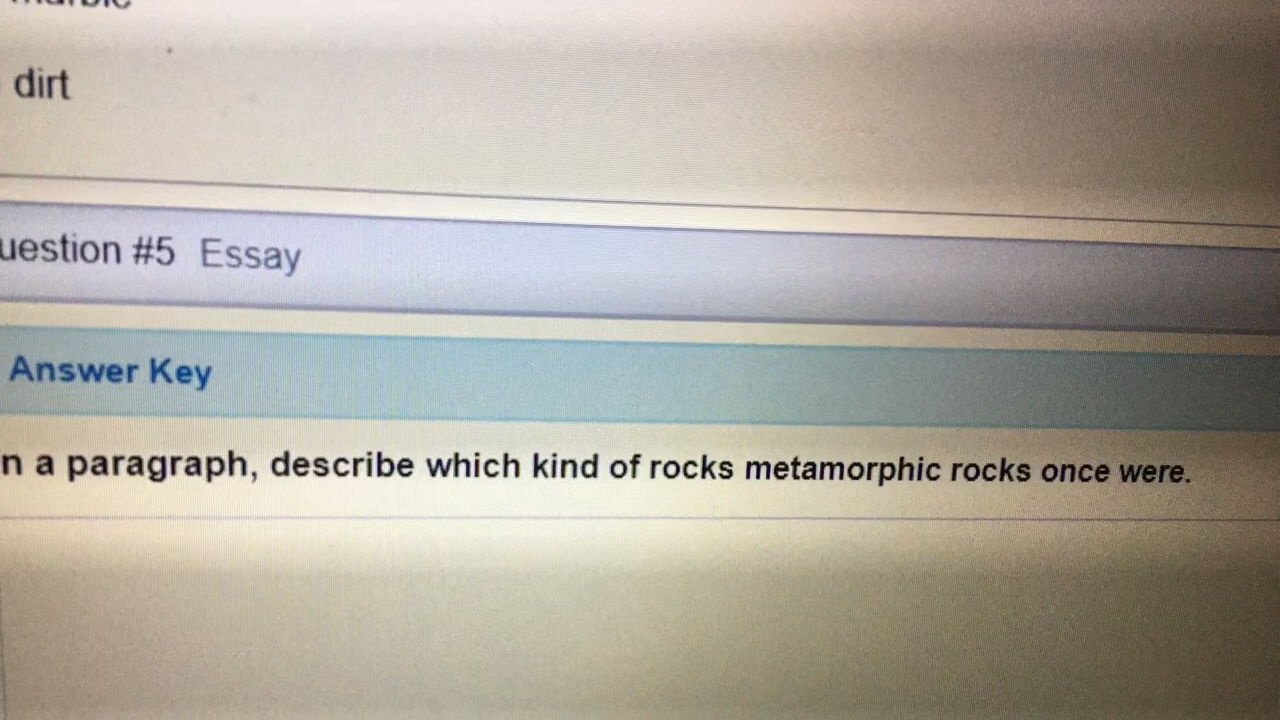 dirt
uestion #5 Essay
Answer Key
n a paragraph, describe which kind of rocks metamorphic rocks once were.